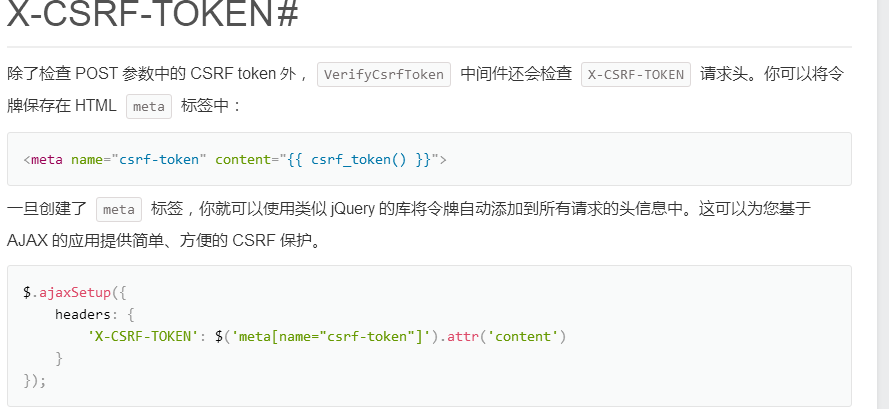 X-CSRF-TOKEN#
除了检查 POST 参数中的 CSRF token 外， VerifyCsrfToken 中间件还会检查 X-CSRF-TOKEN 请求头。你可以将令
牌保存在 HTML meta 标签中：
<meta name="csrf-token" content="{{ csrf_token() }}">
一旦创建了 meta 标签，你就可以使用类似 jQuery 的库将令牌自动添加到所有请求的头信息中。这可以为您基于
AJAX 的应用提供简单、方便的 CSRF 保护。
$.ajaxSetup({
    headers: {
        'X-CSRF-TOKEN': $('meta[name="csrf-token"]').attr('content')
    }
});